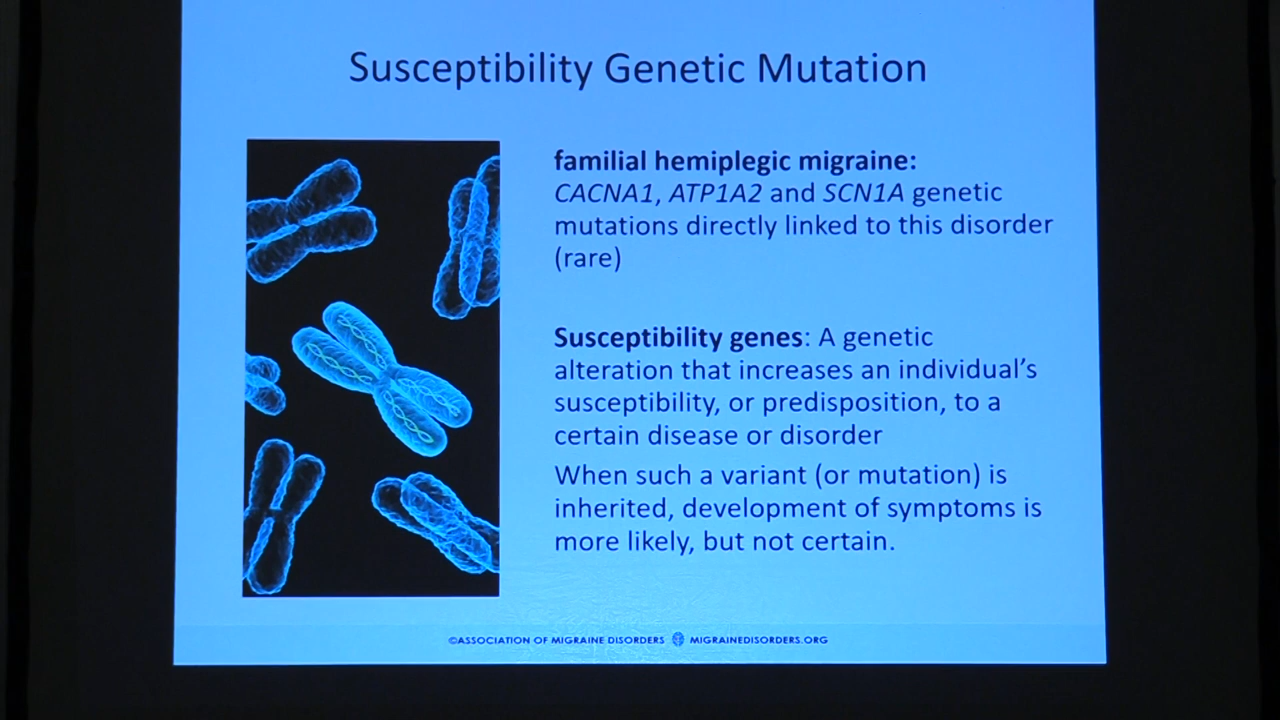 Susceptibility Genetic Mutation
familial hemiplegic migraine:
CACNA1, ATP1A2 and SCN1A genetic
mutations directly linked to this disorder
(rare)
Susceptibility genes: A genetic
alteration that increases an individual's
susceptibility, or predisposition, to a
certain disease or disorder
When such a variant (or mutation) is
inherited, development of symptoms is
more likely, but not certain.
©ASSOCIATION OF MIGRAINE DISORDERS MIGRAINEDISORDERS.ORG